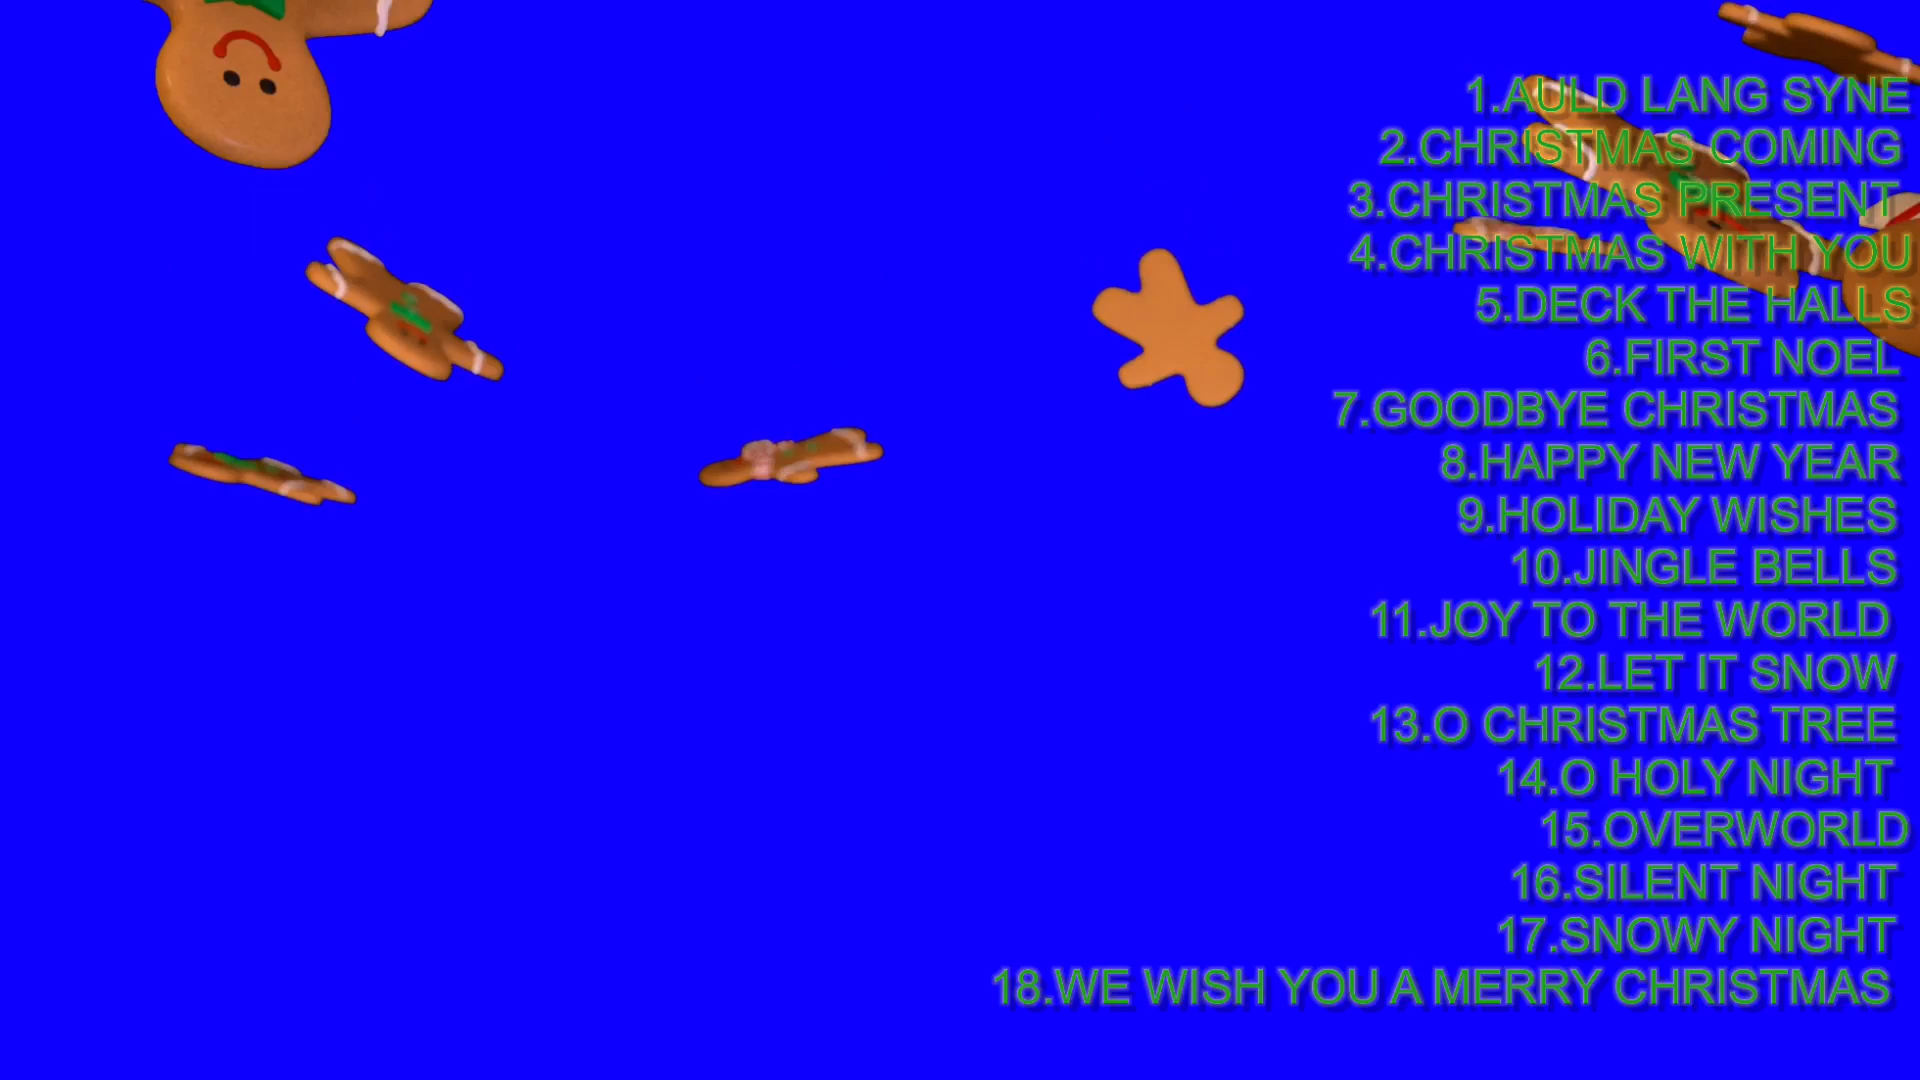 1.AULD LANG SYNE
2.CHRISTMAS COMING
3.CHRISTMAS PRESENT
4.CHRISTMAS WITH YOU
5.DECK THE HALLS
6.FIRST NOEL
7.GOODBYE CHRISTMAS
8.HAPPY NEW YEAR
9.HOLIDAY WISHES
10.JINGLE BELLS
11.JOY TO THE WORLD
12.LET IT SNOW
13.O CHRISTMAS TREE
14.O HOLY NIGHT
15.OVERWORLD
16.SILENT NIGHT
17.SNOWY NIGHT
18.WE WISH YOU A MERRY CHRISTMAS